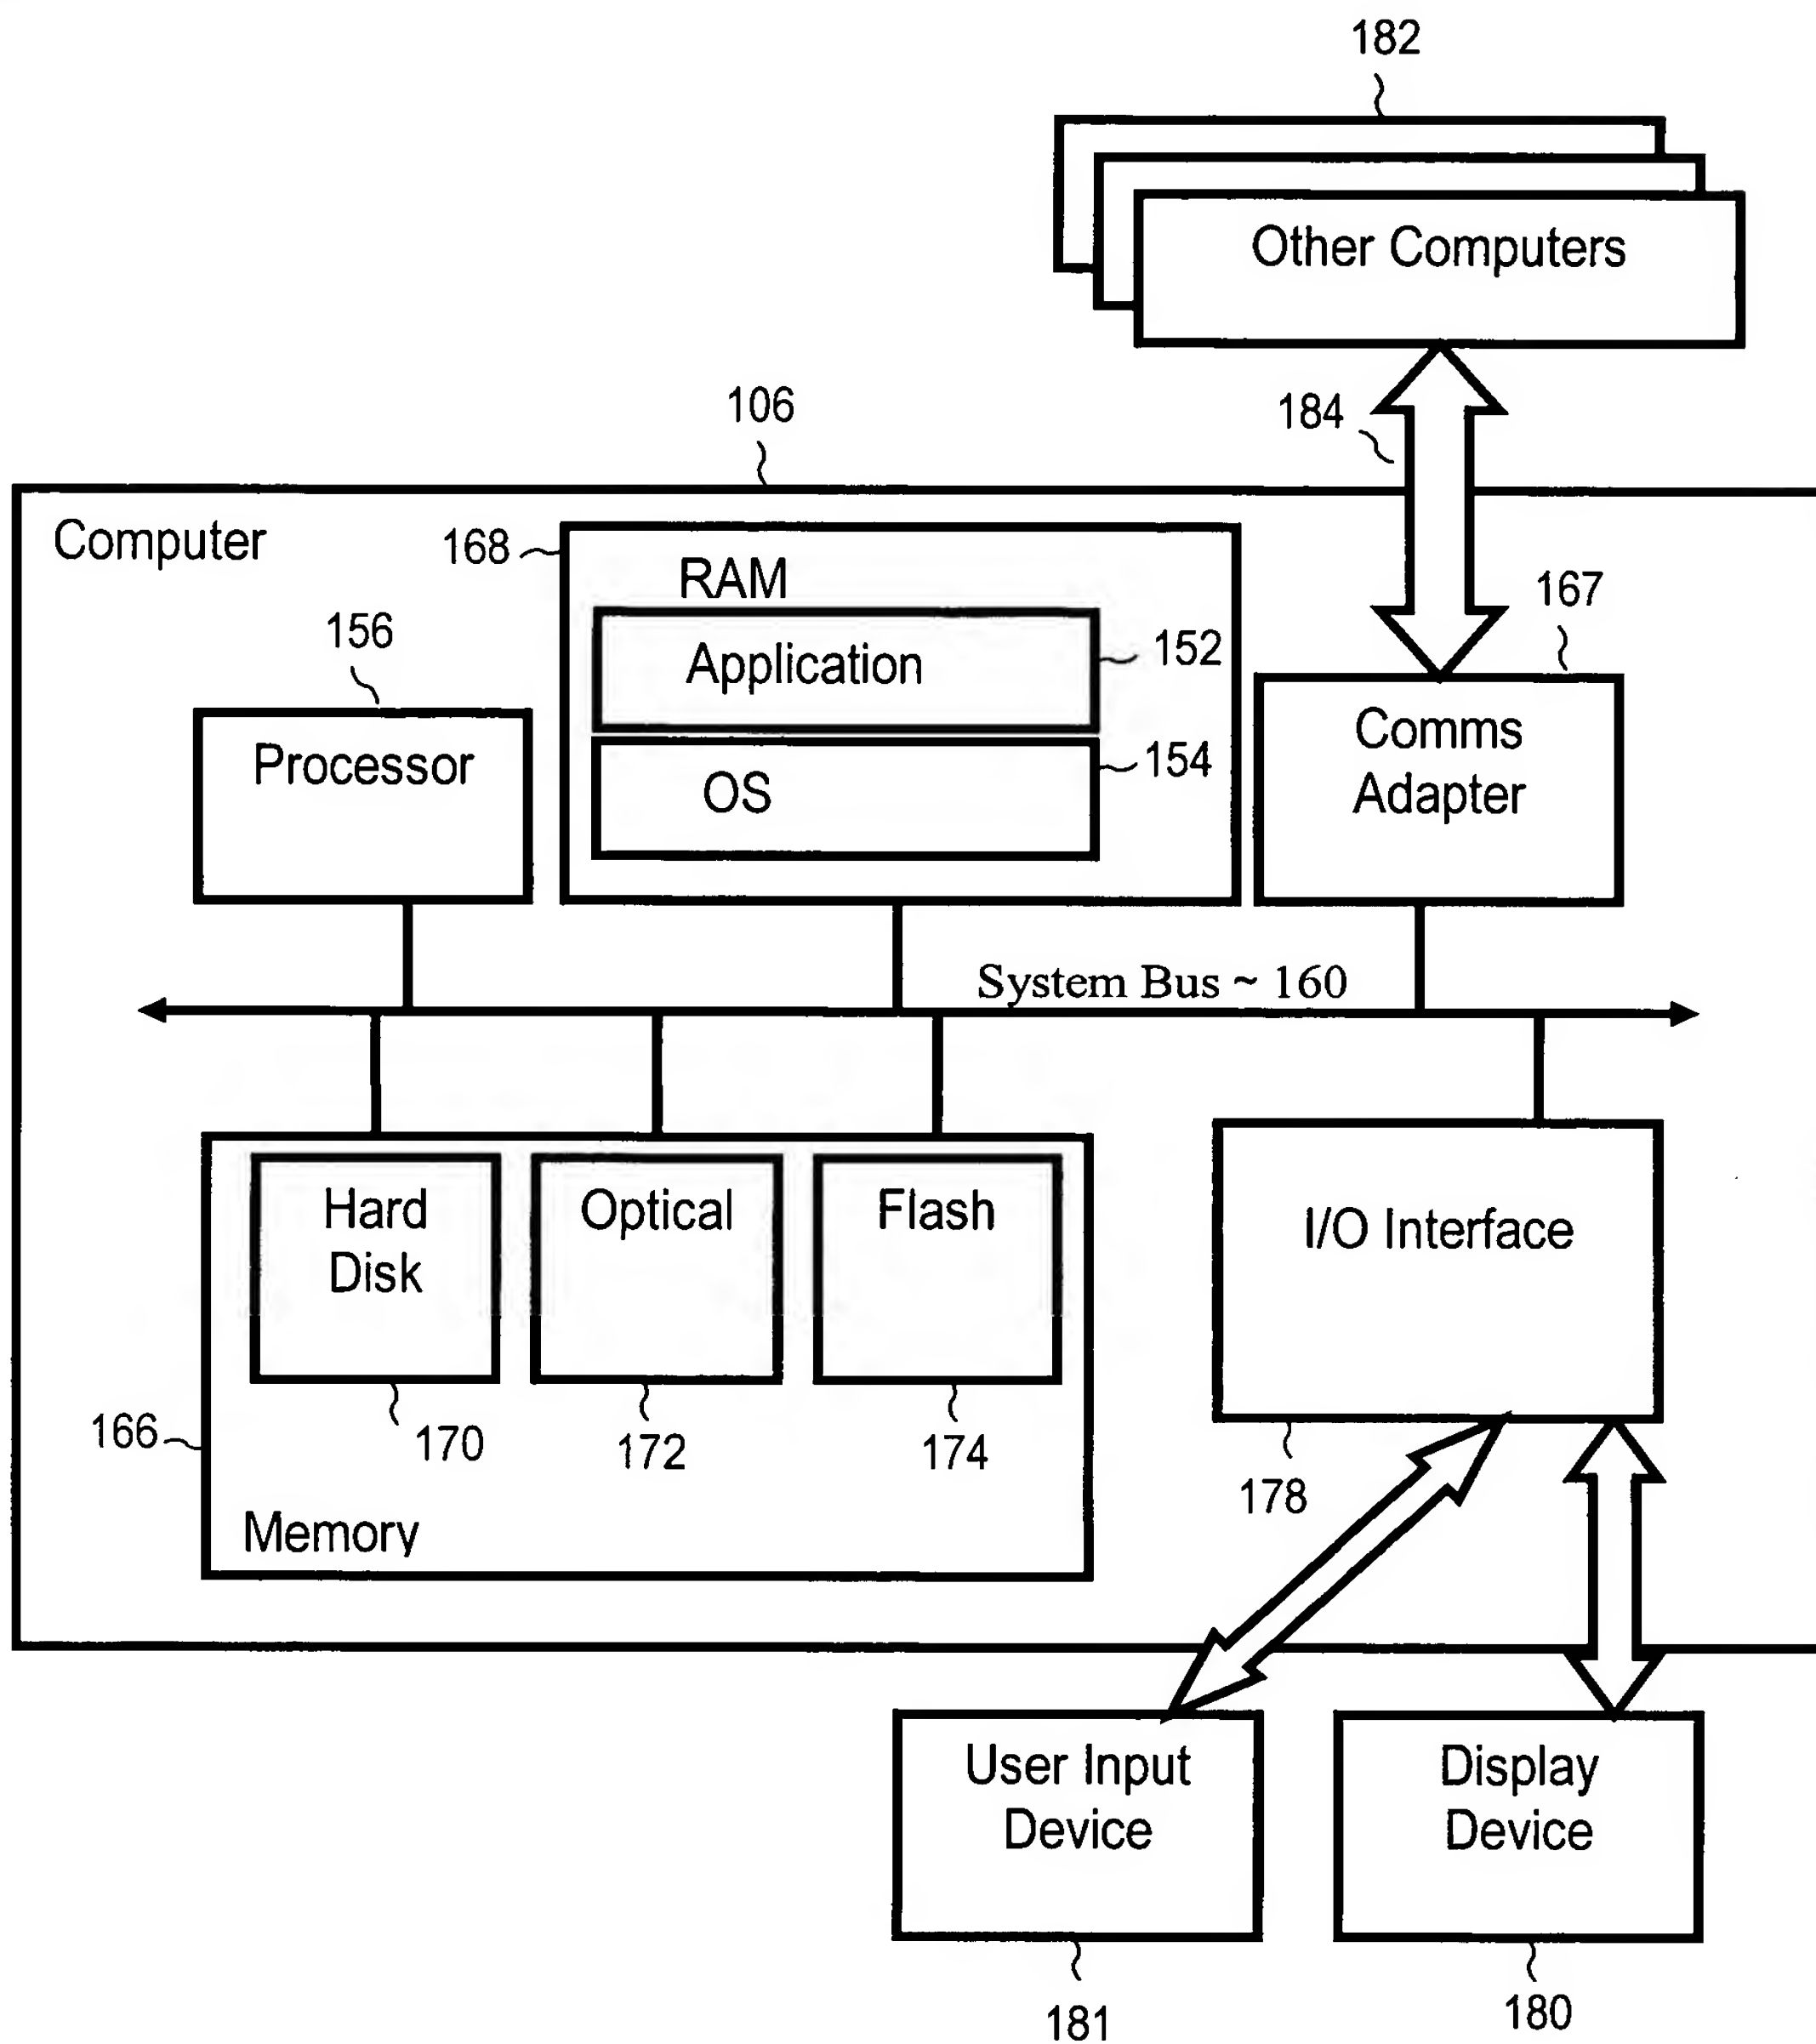 182
Other Computers
184
106
Computer
168
RAM
167
156
Application
152
Comms
Adapter
Processor
OS
154
System Bus ~ 160
Hard
Disk
Optical
Flash
I/O Interface
166
170
172
174
178
Memory
User Input
Device
Display
Device
181
180